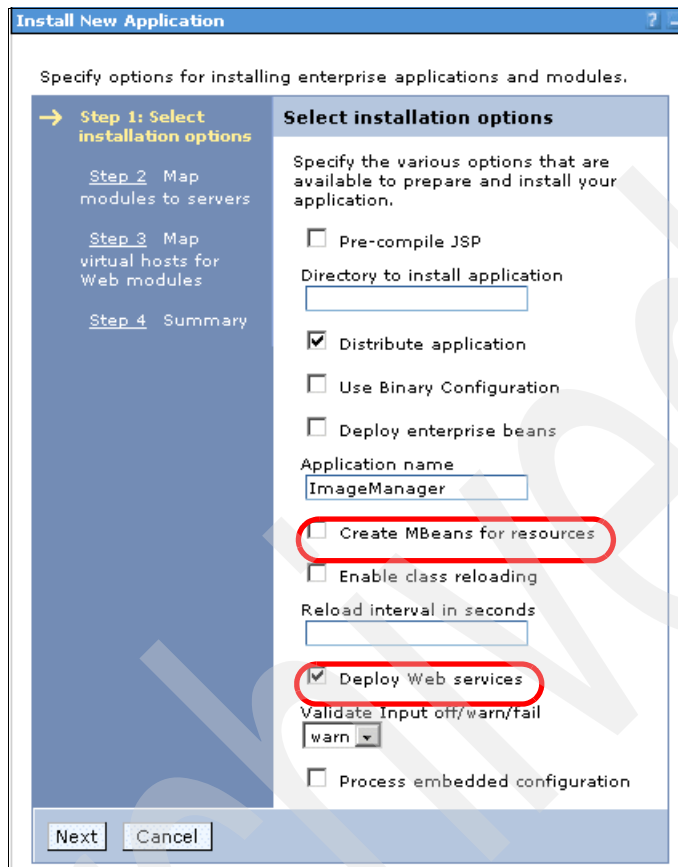 Install New Application
?
Specify options for installing enterprise applications and modules.
Step 1: Select
installation options
Step 2 Map
modules to servers
Step 3 Map
virtual hosts for
Web modules
Step 4 Summary
Select installation options
Specify the various options that are
available to prepare and install your
application.
Pre-compile JSP
Directory to install application
Distribute application
Use Binary Configuration
Deploy enterprise beans
Application name
ImageManager
Create MBeans for resources
Enable class reloading
Reload interval in seconds
Deploy Web services
Validate Input off/warn/fail
warn
Process embedded configuration
Next Cancel